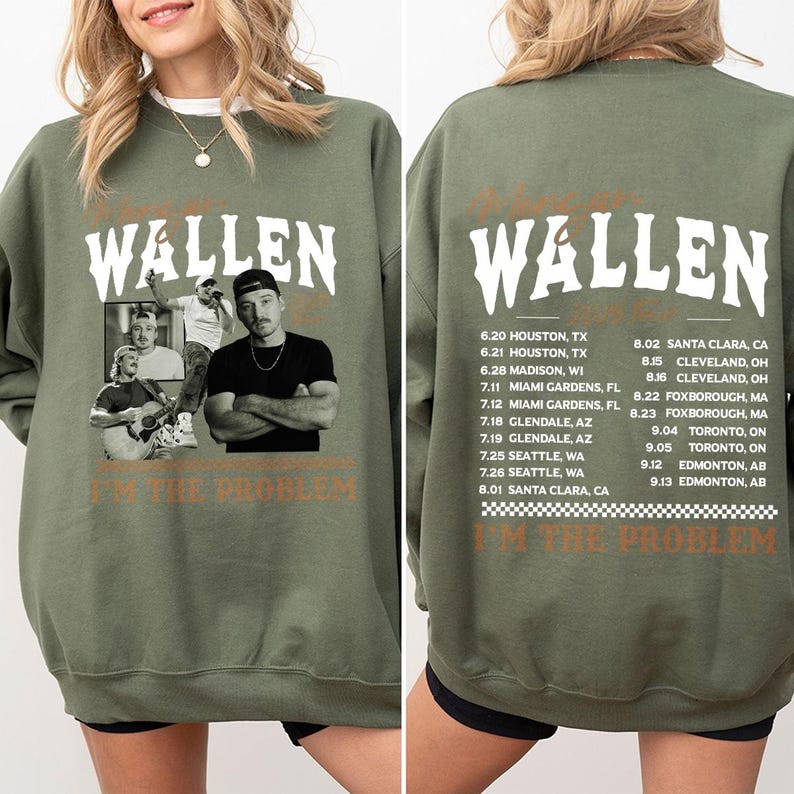 Morgan
WALLEN
2025
Tour
I'M THE PROBLEM
Morgan
WALLEN
2025 Tour
6.20 HOUSTON, TX
6.21 HOUSTON, TX
6.28 MADISON, WI
7.11 MIAMI GARDENS, FL
7.12 MIAMI GARDENS, FL
7.18 GLENDALE, AZ
7.19 GLENDALE, AZ
7.25 SEATTLE, WA
7.26 SEATTLE, WA
8.01 SANTA CLARA, CA
8.02 SANTA CLARA, CA
8.15 CLEVELAND, OH
8.16 CLEVELAND, OH
8.22 FOXBOROUGH, MA
8.23 FOXBOROUGH, MA
9.04 TORONTO, ON
9.05 TORONTO, ON
9.12 EDMONTON, AB
9.13 EDMONTON, AB
I'M THE PROBLEM